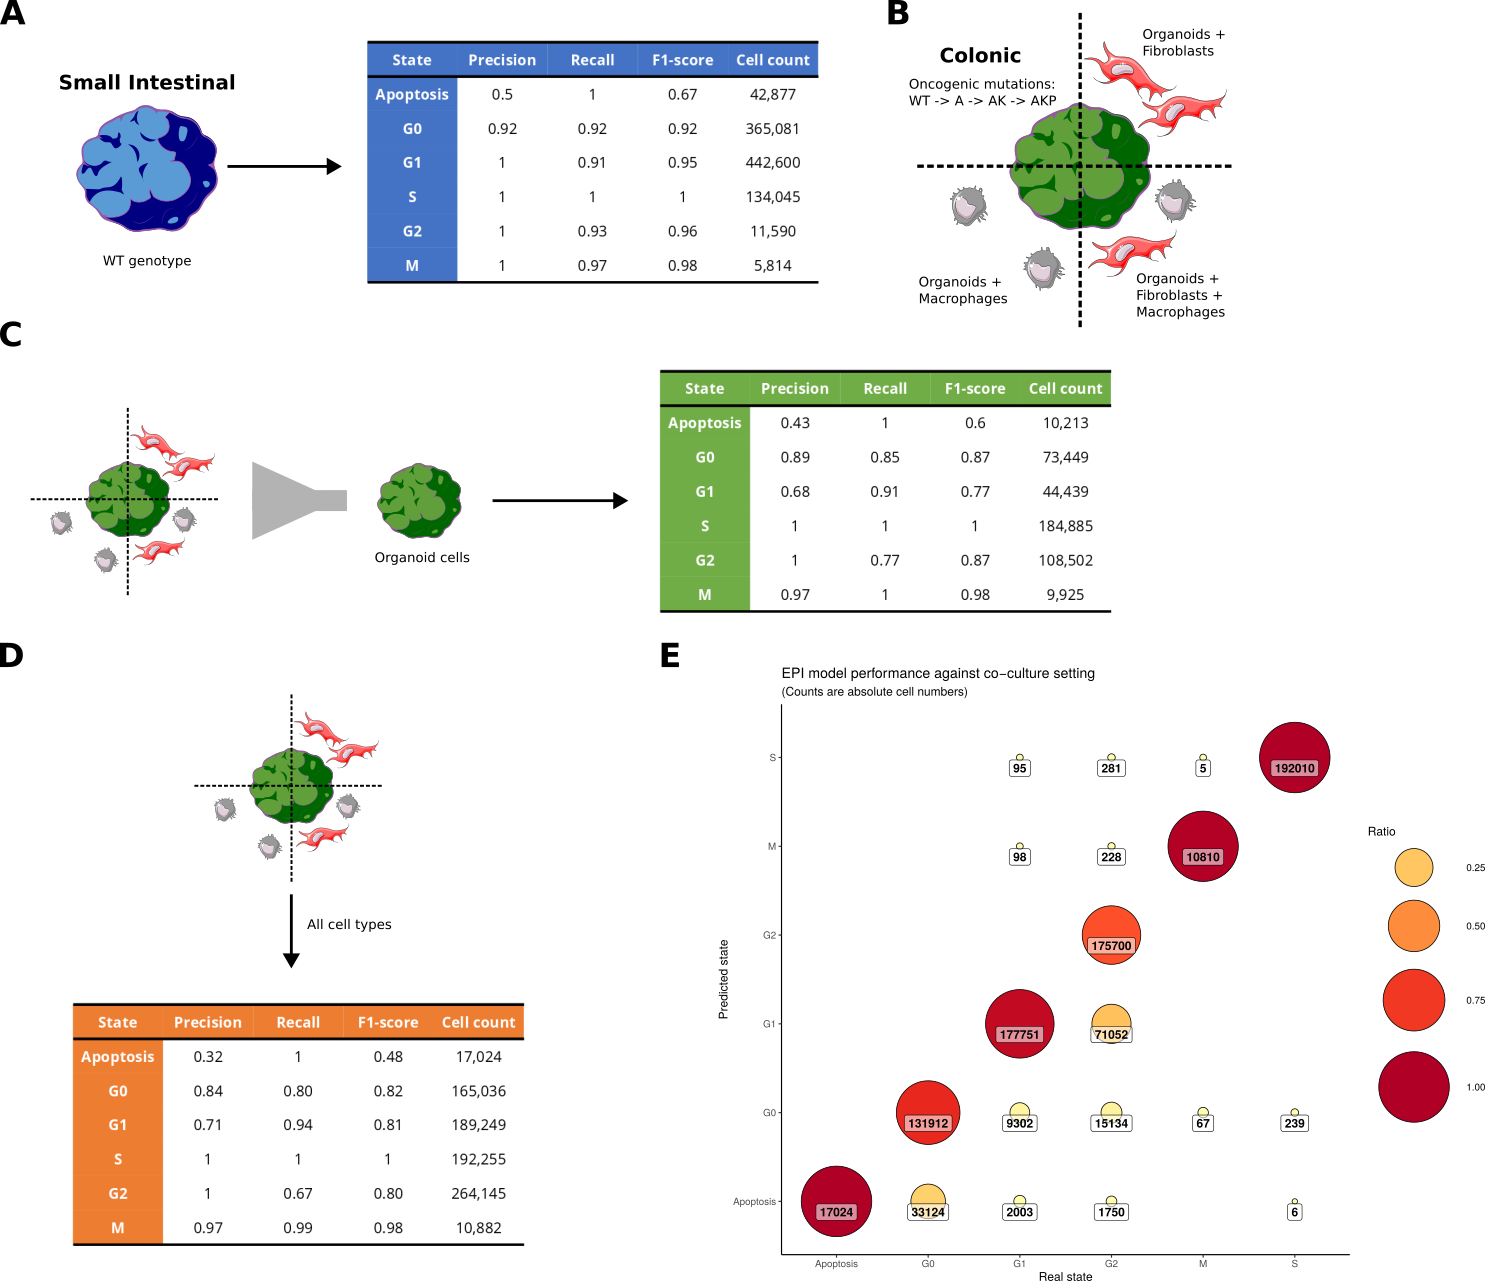 A
Small Intestinal
WT genotype
State Precision Recall F1-score Cell count
Apoptosis 0.5 1 0.67 42,877
G0 0.92 0.92 0.92 365,081
G1 1 0.91 0.95 442,600
S 1 1 1 134,045
G2 1 0.93 0.96 11,590
M 1 0.97 0.98 5,814
B
Colonic
Oncogenic mutations:
WT -> A -> AK -> AKP
Organoids +
Fibroblasts
Organoids +
Macrophages
Organoids +
Fibroblasts +
Macrophages
C
Organoid cells
State Precision Recall F1-score Cell count
Apoptosis 0.43 1 0.6 10,213
G0 0.89 0.85 0.87 73,449
G1 0.68 0.91 0.77 44,439
S 1 1 1 184,885
G2 1 0.77 0.87 108,502
M 0.97 1 0.98 9,925
D
All cell types
State Precision Recall F1-score Cell count
Apoptosis 0.32 1 0.48 17,024
G0 0.84 0.80 0.82 165,036
G1 0.71 0.94 0.81 189,249
S 1 1 1 192,255
G2 1 0.67 0.80 264,145
M 0.97 0.99 0.98 10,882
E
EPI model performance against co−culture setting
(Counts are absolute cell numbers)
Predicted state
S 95 281 5 192010
M 98 228 10810
G2 175700
G1 177751 71052
G0 131912 9302 15134 67 239
Apoptosis 17024 33124 2003 1750 6
Apoptosis G0 G1 G2 M S
Real state
Ratio
0.25
0.50
0.75
1.00